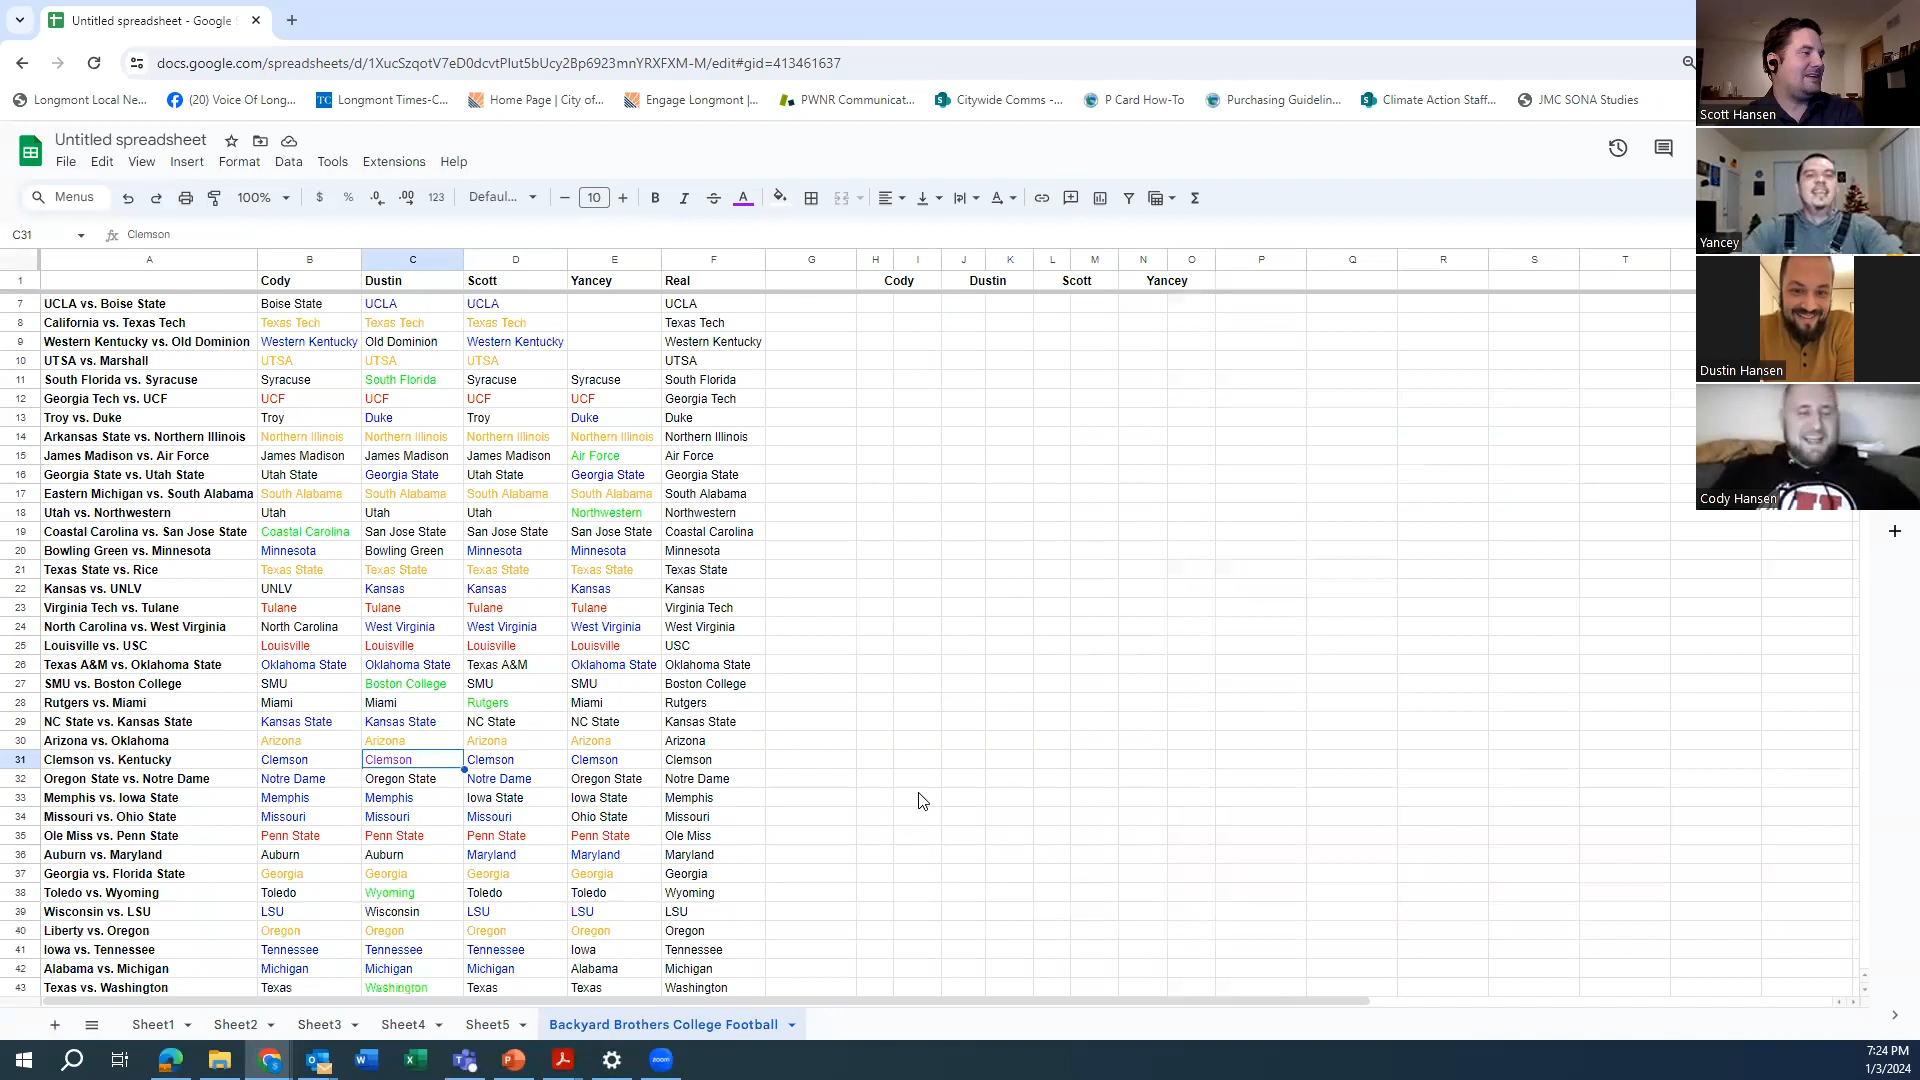 Untitled spreadsheet - Google S
docs.google.com/spreadsheets/d/1XucSzqotV7eD0dcvtPIut5bUcy2Bp6923mnYRXFXM-M/edit#gid=413461637
Longmont Local Ne... (20) Voice Of Long... Longmont Times-C... Home Page | City of... Engage Longmont |... PWNR Communicat... Citywide Comms -... P Card How-To Purchasing Guidelin... Climate Action Staff... JMC SONA Studies
Untitled spreadsheet
File Edit View Insert Format Data Tools Extensions Help
Menus 100% $ % .0 .00 123 Defaul... 10 B I A
C31 fx Clemson
A B C D E F G H I J K L M N O P Q R S T
1 Cody Dustin Scott Yancey Real Cody Dustin Scott Yancey
7 UCLA vs. Boise State Boise State UCLA UCLA UCLA
8 California vs. Texas Tech Texas Tech Texas Tech Texas Tech Texas Tech
9 Western Kentucky vs. Old Dominion Western Kentucky Old Dominion Western Kentucky Western Kentucky
10 UTSA vs. Marshall UTSA UTSA UTSA UTSA
11 South Florida vs. Syracuse Syracuse South Florida Syracuse Syracuse South Florida
12 Georgia Tech vs. UCF UCF UCF UCF UCF Georgia Tech
13 Troy vs. Duke Troy Duke Troy Duke Duke
14 Arkansas State vs. Northern Illinois Northern Illinois Northern Illinois Northern Illinois Northern Illinois Northern Illinois
15 James Madison vs. Air Force James Madison James Madison James Madison Air Force Air Force
16 Georgia State vs. Utah State Utah State Georgia State Utah State Georgia State Georgia State
17 Eastern Michigan vs. South Alabama South Alabama South Alabama South Alabama South Alabama South Alabama
18 Utah vs. Northwestern Utah Utah Utah Northwestern Northwestern
19 Coastal Carolina vs. San Jose State Coastal Carolina San Jose State San Jose State San Jose State Coastal Carolina
20 Bowling Green vs. Minnesota Minnesota Bowling Green Minnesota Minnesota Minnesota
21 Texas State vs. Rice Texas State Texas State Texas State Texas State Texas State
22 Kansas vs. UNLV UNLV Kansas Kansas Kansas Kansas
23 Virginia Tech vs. Tulane Tulane Tulane Tulane Tulane Virginia Tech
24 North Carolina vs. West Virginia North Carolina West Virginia West Virginia West Virginia West Virginia
25 Louisville vs. USC Louisville Louisville Louisville Louisville USC
26 Texas A&M vs. Oklahoma State Oklahoma State Oklahoma State Texas A&M Oklahoma State Oklahoma State
27 SMU vs. Boston College SMU Boston College SMU SMU Boston College
28 Rutgers vs. Miami Miami Miami Rutgers Miami Rutgers
29 NC State vs. Kansas State Kansas State Kansas State NC State NC State Kansas State
30 Arizona vs. Oklahoma Arizona Arizona Arizona Arizona Arizona
31 Clemson vs. Kentucky Clemson Clemson Clemson Clemson Clemson
32 Oregon State vs. Notre Dame Notre Dame Oregon State Notre Dame Oregon State Notre Dame
33 Memphis vs. Iowa State Memphis Memphis Iowa State Iowa State Memphis
34 Missouri vs. Ohio State Missouri Missouri Missouri Ohio State Missouri
35 Ole Miss vs. Penn State Penn State Penn State Penn State Penn State Ole Miss
36 Auburn vs. Maryland Auburn Auburn Maryland Maryland Maryland
37 Georgia vs. Florida State Georgia Georgia Georgia Georgia Georgia
38 Toledo vs. Wyoming Toledo Wyoming Toledo Toledo Wyoming
39 Wisconsin vs. LSU LSU Wisconsin LSU LSU LSU
40 Liberty vs. Oregon Oregon Oregon Oregon Oregon Oregon
41 Iowa vs. Tennessee Tennessee Tennessee Tennessee Iowa Tennessee
42 Alabama vs. Michigan Michigan Michigan Michigan Alabama Michigan
43 Texas vs. Washington Texas Washington Texas Texas Washington
Sheet1 Sheet2 Sheet3 Sheet4 Sheet5 Backyard Brothers College Football
7:24 PM
1/3/2024
Scott Hansen
Yancey
Dustin Hansen
Cody Hansen